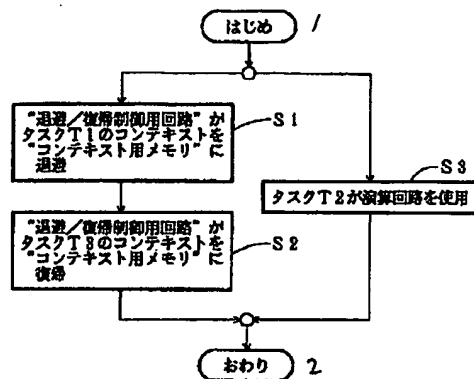 はじめ 1
"退避／復帰制御用回路"が
タスクT1のコンテキストを
"コンテキスト用メモリ"に
退避
S1
"退避／復帰制御用回路"が
タスクT3のコンテキストを
"コンテキスト用メモリ"に
復帰
S2
S3
タスクT2が演算回路を使用
おわり 2